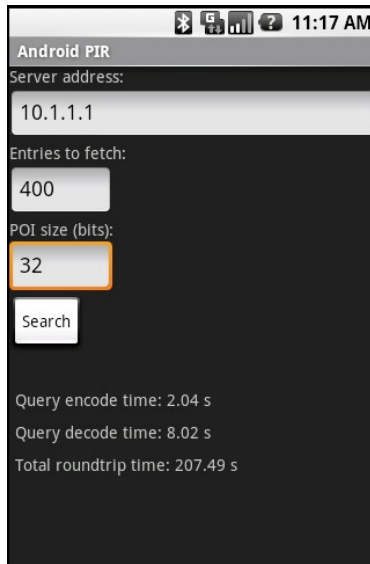 11:17 AM
Android PIR
Server address:
10.1.1.1
Entries to fetch:
400
POI size (bits):
32
Search
Query encode time: 2.04 s
Query decode time: 8.02 s
Total roundtrip time: 207.49 s